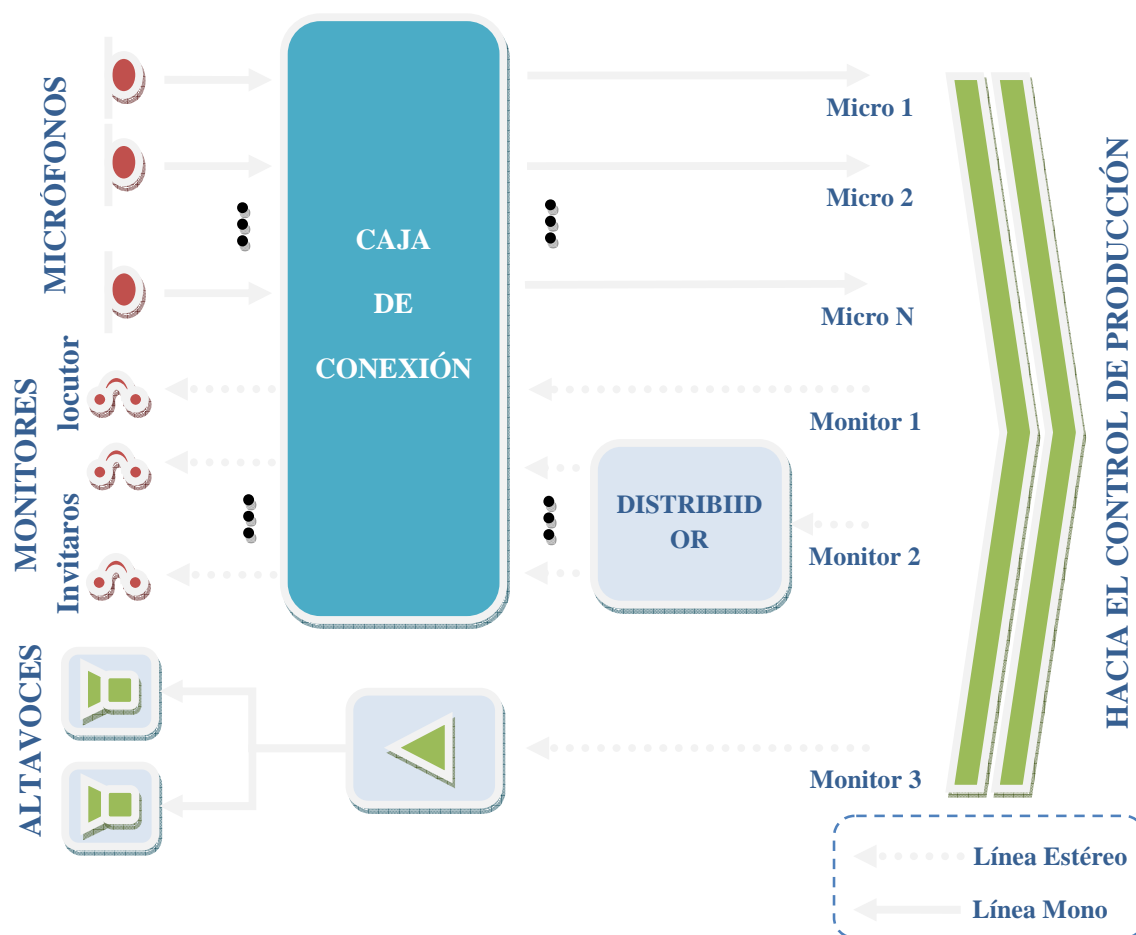 MICRÓFONOS
CAJA
DE
CONEXIÓN
Micro 1
Micro 2
Micro N
MONITORES
locutor
Invitaros
Monitor 1
DISTRIBIID
OR
Monitor 2
ALTAVOCES
Monitor 3
HACIA EL CONTROL DE PRODUCCIÓN
Línea Estéreo
Línea Mono